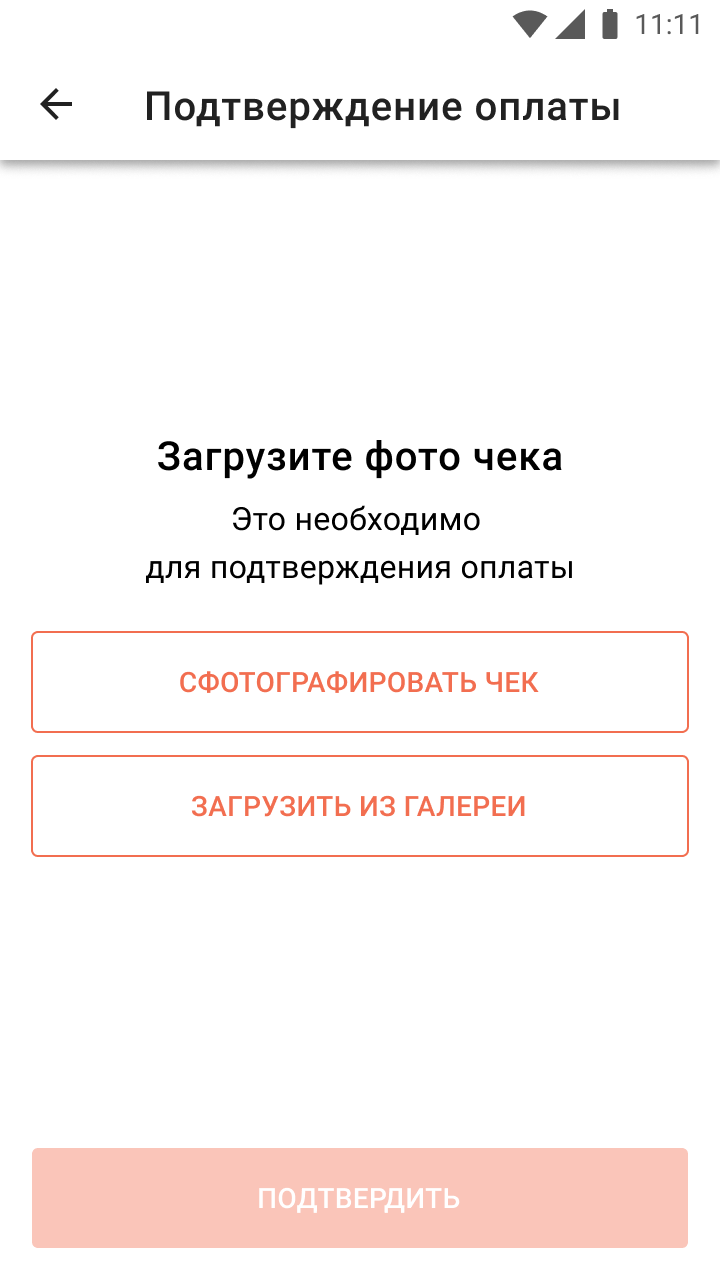 11:11
Подтверждение оплаты
Загрузите фото чека
Это необходимо
для подтверждения оплаты
СФОТОГРАФИРОВАТЬ ЧЕК
ЗАГРУЗИТЬ ИЗ ГАЛЕРЕИ
ПОДТВЕРДИТЬ